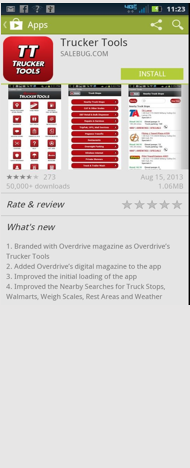 11:23
Apps
Trucker Tools
SALEBUG.COM
TT
TRUCKER
TOOLS
INSTALL
TRUCKER TOOLS
273
Aug 15, 2013
50,000+ downloads
1.06MB
Rate & review
What's new
1. Branded with Overdrive magazine as Overdrive's
Trucker Tools
2. Added Overdrive's digital magazine to the app
3. Improved the initial loading of the app
4. Improved the Nearby Searches for Truck Stops,
Walmarts, Weigh Scales, Rest Areas and Weather